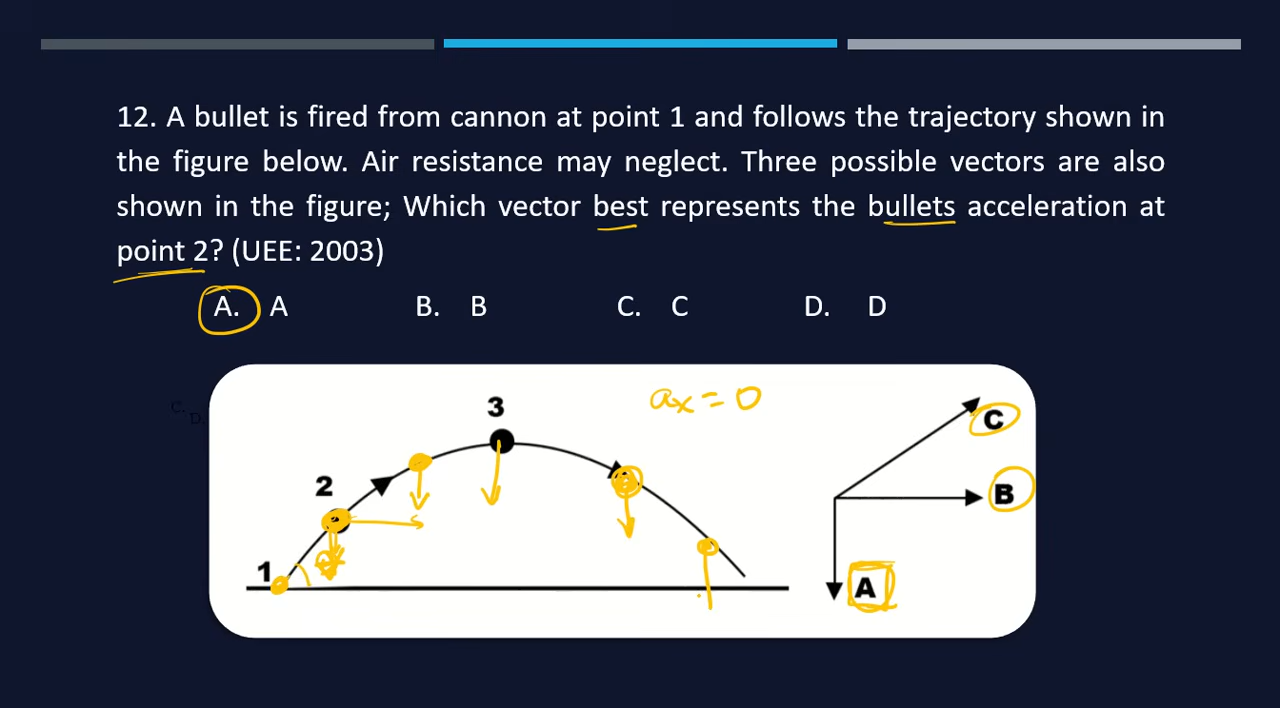 12. A bullet is fired from cannon at point 1 and follows the trajectory shown in
the figure below. Air resistance may neglect. Three possible vectors are also
shown in the figure; Which vector best represents the bullets acceleration at
point 2? (UEE: 2003)
A. A B. B C. C D. D
C.
D.
3
ax = 0
2
1
C
B
A